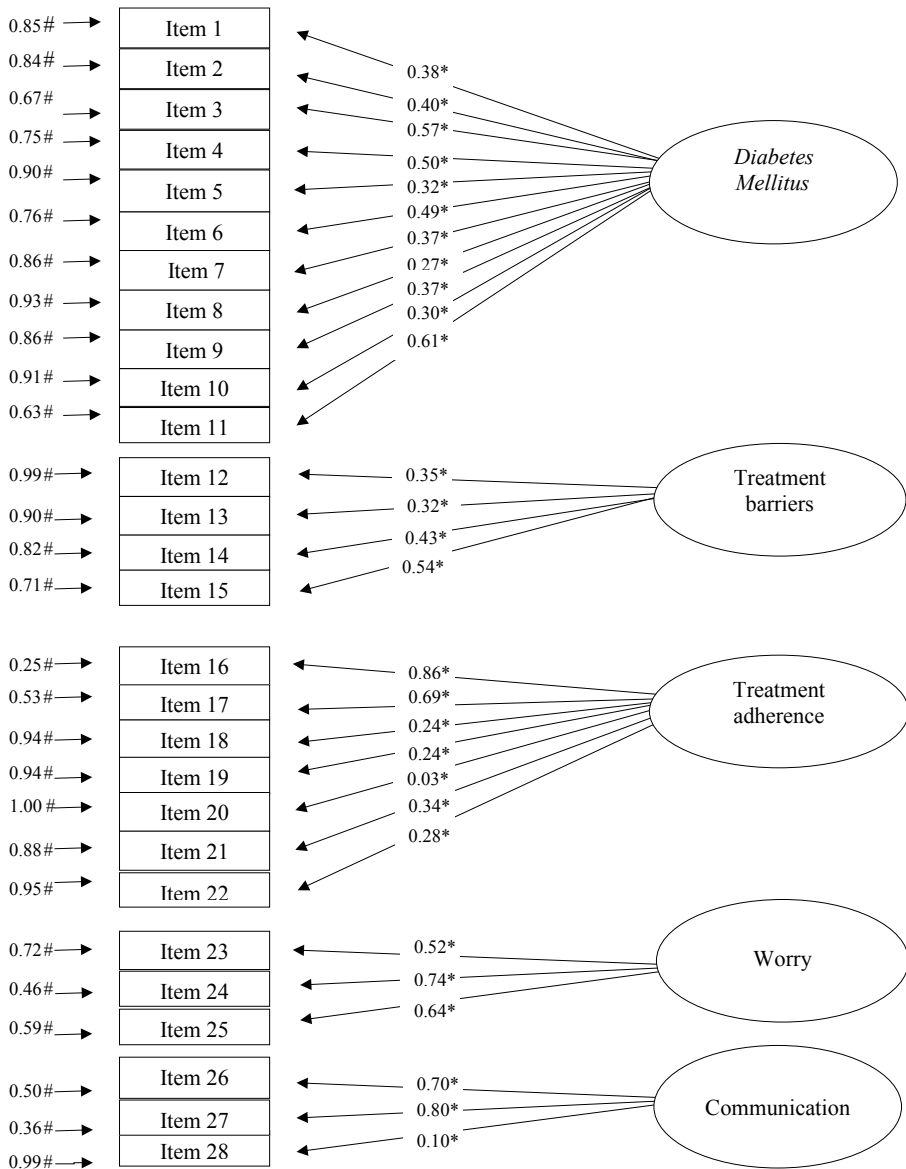 0.85#
Item 1
0.38*
0.84#
Item 2
0.40*
0.67#
Item 3
0.57*
0.75#
Item 4
0.50*
0.90#
Item 5
0.32*
0.76#
Item 6
0.49*
0.86#
Item 7
0.37*
0.93#
Item 8
0.27*
0.86#
Item 9
0.37*
0.91#
Item 10
0.30*
0.63#
Item 11
0.61*
Diabetes
Mellitus
0.99#
Item 12
0.35*
0.90#
Item 13
0.32*
0.82#
Item 14
0.43*
0.71#
Item 15
0.54*
Treatment
barriers
0.25#
Item 16
0.86*
0.53#
Item 17
0.69*
0.94#
Item 18
0.24*
0.94#
Item 19
0.24*
1.00 #
Item 20
0.03*
0.88#
Item 21
0.34*
0.95#
Item 22
0.28*
Treatment
adherence
0.72#
Item 23
0.52*
0.46#
Item 24
0.74*
0.59#
Item 25
0.64*
Worry
0.50#
Item 26
0.70*
0.36#
Item 27
0.80*
0.99#
Item 28
0.10*
Communication